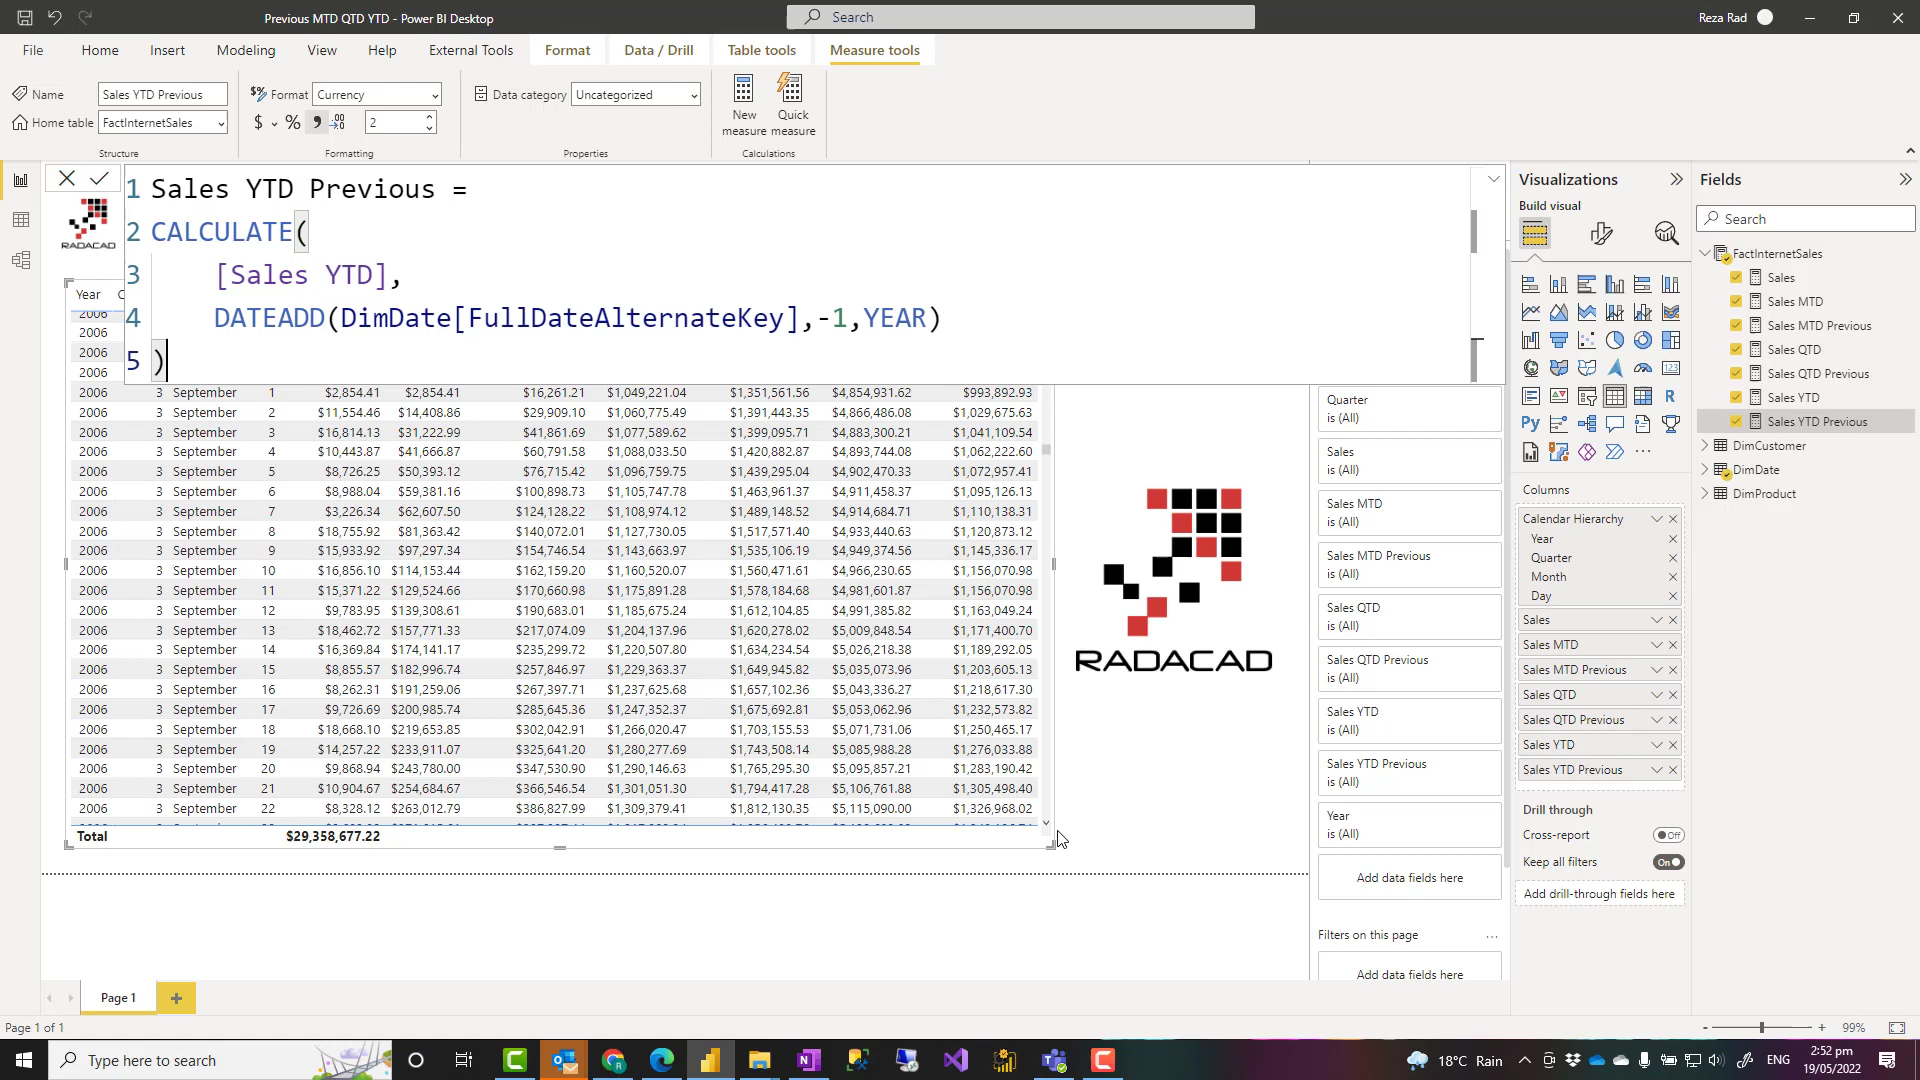 Previous MTD QTD YTD - Power BI Desktop
Search
Reza Rad
File Home Insert Modeling View Help External Tools Format Data / Drill Table tools Measure tools
Name Sales YTD Previous
Home table FactInternetSales
Structure
$% Format Currency
$ % 9 .00 2
Formatting
Data category Uncategorized
Properties
New measure
Quick measure
Calculations
RADACAD
1 Sales YTD Previous =
2 CALCULATE(
3 [Sales YTD],
4 DATEADD(DimDate[FullDateAlternateKey],-1,YEAR)
5 )
Year
2006
2006
2006
2006
2006 3 September 1 $2,854.41 $2,854.41 $16,261.21 $1,049,221.04 $1,351,561.56 $4,854,931.62 $993,892.93
2006 3 September 2 $11,554.46 $14,408.86 $29,909.10 $1,060,775.49 $1,391,443.35 $4,866,486.08 $1,029,675.63
2006 3 September 3 $16,814.13 $31,222.99 $41,861.69 $1,077,589.62 $1,399,095.71 $4,883,300.21 $1,041,109.54
2006 3 September 4 $10,443.87 $41,666.87 $60,791.58 $1,088,033.50 $1,420,882.87 $4,893,744.08 $1,062,222.60
2006 3 September 5 $8,726.25 $50,393.12 $76,715.42 $1,096,759.75 $1,439,295.04 $4,902,470.33 $1,072,957.41
2006 3 September 6 $8,988.04 $59,381.16 $100,898.73 $1,105,747.78 $1,463,961.37 $4,911,458.37 $1,095,126.13
2006 3 September 7 $3,226.34 $62,607.50 $124,128.22 $1,108,974.12 $1,489,148.52 $4,914,684.71 $1,110,138.31
2006 3 September 8 $18,755.92 $81,363.42 $140,072.01 $1,127,730.05 $1,517,571.40 $4,933,440.63 $1,120,873.12
2006 3 September 9 $15,933.92 $97,297.34 $154,746.54 $1,143,663.97 $1,535,106.19 $4,949,374.56 $1,145,336.17
2006 3 September 10 $16,856.10 $114,153.44 $162,159.20 $1,160,520.07 $1,560,471.61 $4,966,230.65 $1,156,070.98
2006 3 September 11 $15,371.22 $129,524.66 $170,660.98 $1,175,891.28 $1,578,184.68 $4,981,601.87 $1,156,070.98
2006 3 September 12 $9,783.95 $139,308.61 $190,683.01 $1,185,675.24 $1,612,104.85 $4,991,385.82 $1,163,049.24
2006 3 September 13 $18,462.72 $157,771.33 $217,074.09 $1,204,137.96 $1,620,278.02 $5,009,848.54 $1,171,400.70
2006 3 September 14 $16,369.84 $174,141.17 $235,299.72 $1,220,507.80 $1,634,234.54 $5,026,218.38 $1,189,292.05
2006 3 September 15 $8,855.57 $182,996.74 $257,846.97 $1,229,363.37 $1,649,945.82 $5,035,073.96 $1,203,605.13
2006 3 September 16 $8,262.31 $191,259.06 $267,397.71 $1,237,625.68 $1,657,102.36 $5,043,336.27 $1,218,617.30
2006 3 September 17 $9,726.69 $200,985.74 $285,645.36 $1,247,352.37 $1,675,692.81 $5,053,062.96 $1,232,573.82
2006 3 September 18 $18,668.10 $219,653.85 $302,042.91 $1,266,020.47 $1,703,155.53 $5,071,731.06 $1,250,465.17
2006 3 September 19 $14,257.22 $233,911.07 $325,641.20 $1,280,277.69 $1,743,508.14 $5,085,988.28 $1,276,033.88
2006 3 September 20 $9,868.94 $243,780.00 $347,530.90 $1,290,146.63 $1,765,295.30 $5,095,857.21 $1,283,190.42
2006 3 September 21 $10,904.67 $254,684.67 $366,546.54 $1,301,051.30 $1,794,417.28 $5,106,761.88 $1,305,498.40
2006 3 September 22 $8,328.12 $263,012.79 $386,827.99 $1,309,379.41 $1,812,130.35 $5,115,090.00 $1,326,968.02
Total $29,358,677.22
RADACAD
Quarter
is (All)
Sales
is (All)
Sales MTD
is (All)
Sales MTD Previous
is (All)
Sales QTD
is (All)
Sales QTD Previous
is (All)
Sales YTD
is (All)
Sales YTD Previous
is (All)
Year
is (All)
Add data fields here
Filters on this page
Add data fields here
Visualizations
Build visual
123
R
Py
Columns
Calendar Hierarchy
Year
Quarter
Month
Day
Sales
Sales MTD
Sales MTD Previous
Sales QTD
Sales QTD Previous
Sales YTD
Sales YTD Previous
Drill through
Cross-report Off
Keep all filters On
Add drill-through fields here
Fields
Search
FactInternetSales
Sales
Sales MTD
Sales MTD Previous
Sales QTD
Sales QTD Previous
Sales YTD
Sales YTD Previous
DimCustomer
DimDate
DimProduct
Page 1 +
Page 1 of 1
- + 99%
Type here to search
18°C Rain
ENG
2:52 pm
19/05/2022